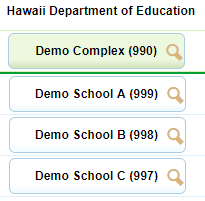 Hawaii Department of Education
Demo Complex (990)
Demo School A (999)
Demo School B (998)
Demo School C (997)